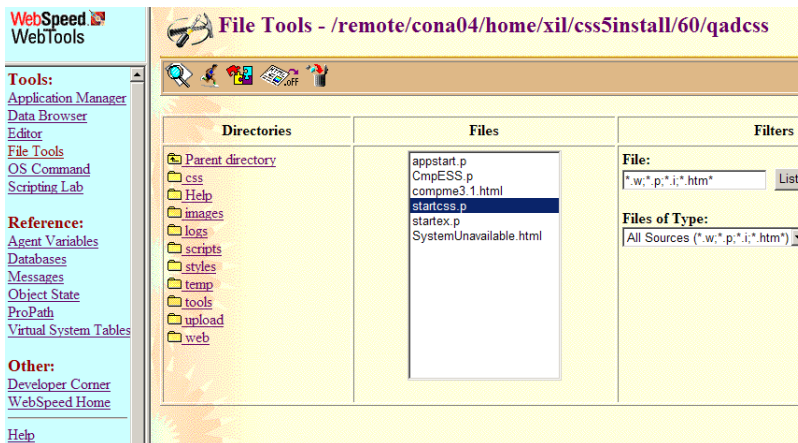 WebSpeed.
WebTools
Tools:
Application Manager
Data Browser
Editor
File Tools
OS Command
Scripting Lab
Reference:
Agent Variables
Databases
Messages
Object State
ProPath
Virtual System Tables
Other:
Developer Corner
WebSpeed Home
Help
File Tools - /remote/cona04/home/xil/css5install/60/qadcss
.OFF
Directories
Parent directory
css
Help
images
logs
scripts
styles
temp
tools
upload
web
Files
appstart.p
CmpESS.p
compme3.1.html
startcss.p
startex.p
SystemUnavailable.html
Filters
File:
*.w;*.p;*.i;*.htm*
List
Files of Type:
All Sources (*.w;*.p;*.i;*.htm*)